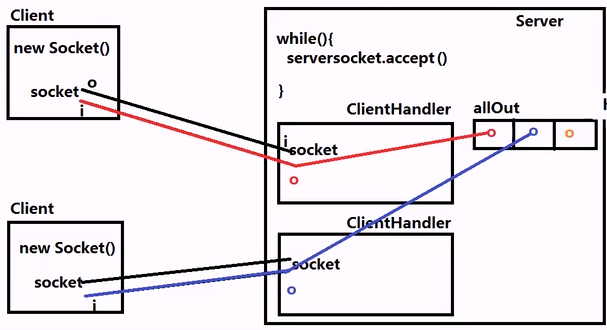 Client
new Socket()
socket
o
i
Client
new Socket()
socket
i
Server
while(){
serversocket.accept()
}
ClientHandler
i
socket
o
allOut
o
o
o
ClientHandler
socket
o